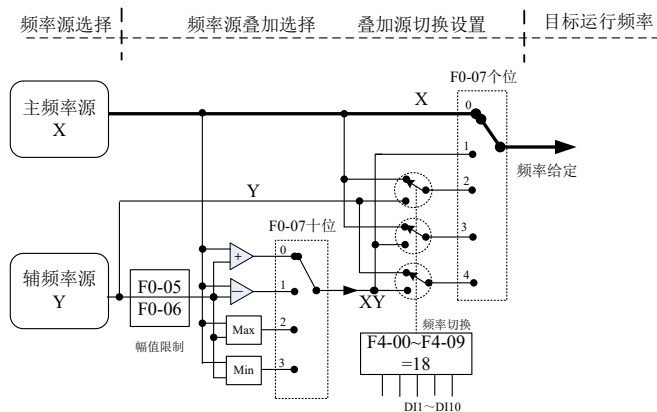 频率源选择
频率源叠加选择
叠加源切换设置
目标运行频率
F0-07个位
主频率源
X
X
0
1
2
3
4
频率给定
Y
F0-07十位
辅频率源
Y
F0-05
F0-06
幅值限制
+
−
Max
Min
0
1
2
3
XY
频率切换
F4-00~F4-09
=18
DI1~DI10